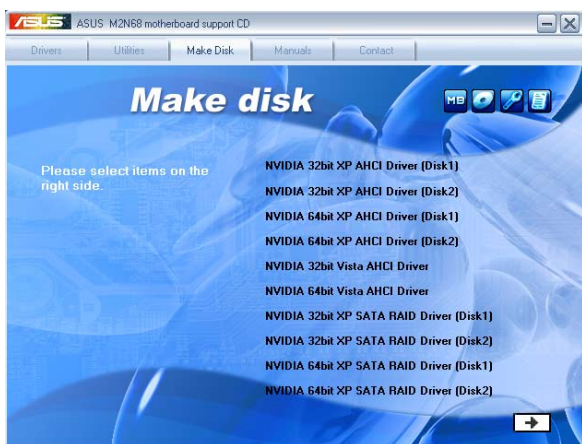 ASUS ASUS M2N68 motherboard support CD
Drivers Utilities Make Disk Manuals Contact
Make disk
MB
Please select items on the
right side.
NVIDIA 32bit XP AHCI Driver (Disk1)
NVIDIA 32bit XP AHCI Driver (Disk2)
NVIDIA 64bit XP AHCI Driver (Disk1)
NVIDIA 64bit XP AHCI Driver (Disk2)
NVIDIA 32bit Vista AHCI Driver
NVIDIA 64bit Vista AHCI Driver
NVIDIA 32bit XP SATA RAID Driver (Disk1)
NVIDIA 32bit XP SATA RAID Driver (Disk2)
NVIDIA 64bit XP SATA RAID Driver (Disk1)
NVIDIA 64bit XP SATA RAID Driver (Disk2)